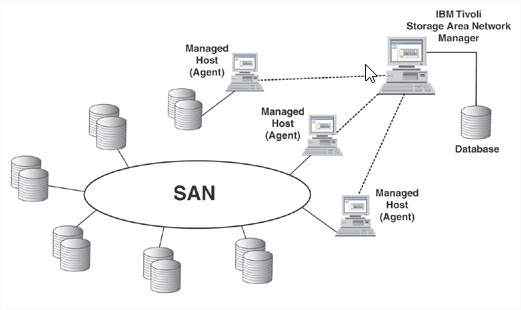 IBM Tivoli
Storage Area Network
Manager
Managed
Host
(Agent)
Managed
Host
(Agent)
Database
SAN
Managed
Host
(Agent)